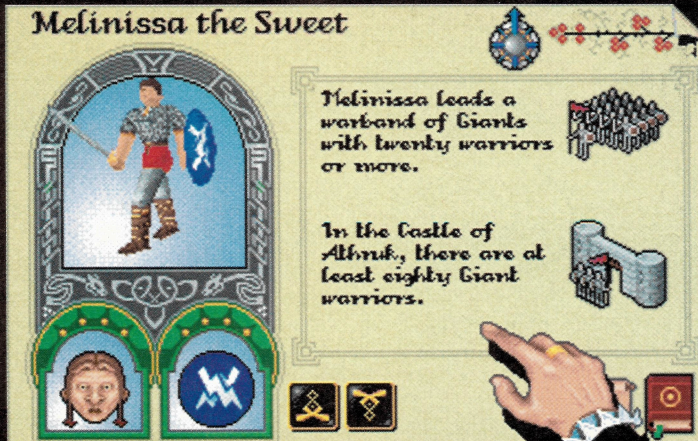 Melinissa the Sweet
Melinissa leads a
warband of Giants
with twenty warriors
or more.
In the Castle of
Athruk, there are at
least eighty Giant
warriors.